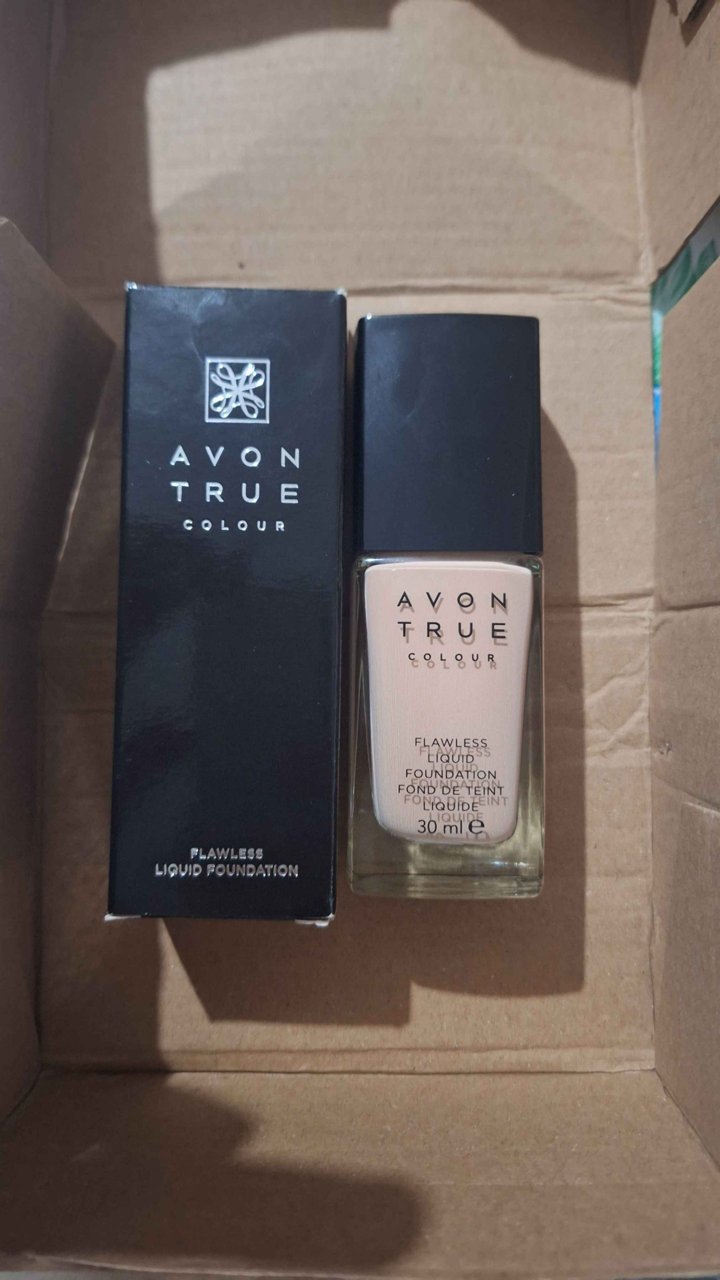 AVON
TRUE
COLOUR
FLAWLESS
LIQUID FOUNDATION
AVON
TRUE
COLOUR
FLAWLESS
LIQUID
FOUNDATION
FOND DE TEINT
LIQUIDE
30 ml e